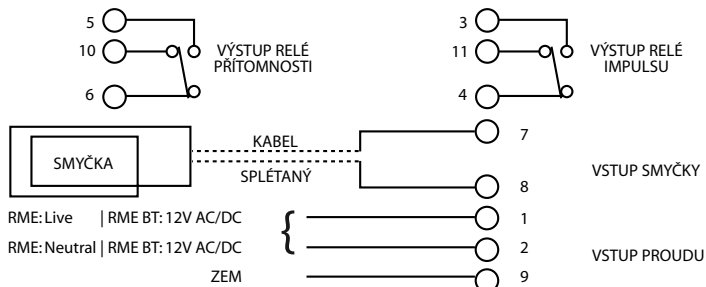 5
3
10
VÝSTUP RELÉ
PŘÍTOMNOSTI
11
VÝSTUP RELÉ
IMPULSU
6
4
KABEL
7
SMYČKA
SPLÉTANÝ
VSTUP SMYČKY
8
RME: Live | RME BT: 12V AC/DC
{
1
RME: Neutral | RME BT: 12V AC/DC
2
VSTUP PROUDU
ZEM
9